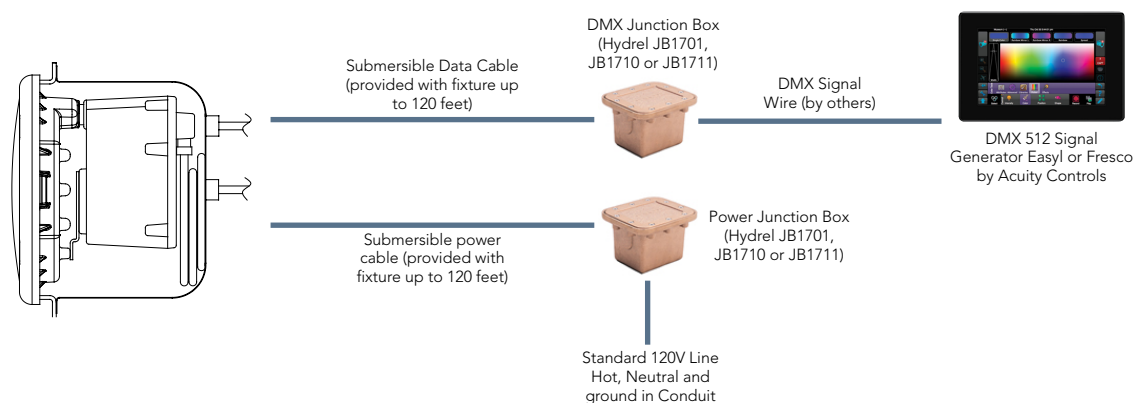 DMX Junction Box
(Hydrel JB1701,
JB1710 or JB1711)
Submersible Data Cable
(provided with fixture up
to 120 feet)
DMX Signal
Wire (by others)
DMX 512 Signal
Generator Easyl or Fresco
by Acuity Controls
Submersible power
cable (provided with
fixture up to 120 feet)
Power Junction Box
(Hydrel JB1701,
JB1710 or JB1711)
Standard 120V Line
Hot, Neutral and
ground in Conduit